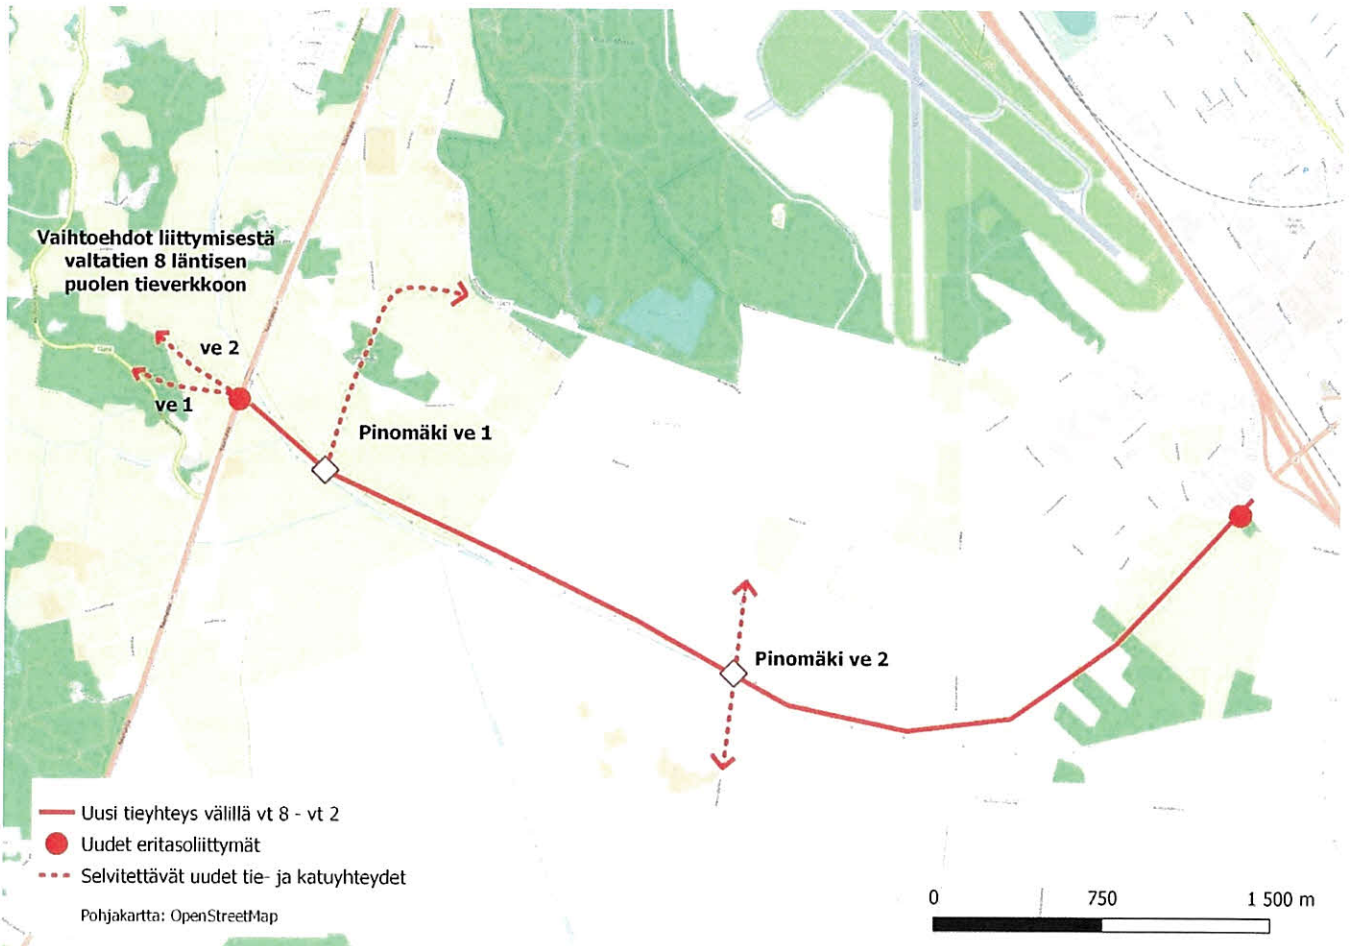 Vaihtoehdot liittymisestä
valtatien 8 läntisen
puolen tieverkkoon
ve 2
ve 1
Pinomäki ve 1
Pinomäki ve 2
Uusi tieyhteys välillä vt 8 - vt 2
Uudet eritasoliittymät
Selvitettävät uudet tie- ja katuyhteydet
Pohjakartta: OpenStreetMap
0 750 1 500 m